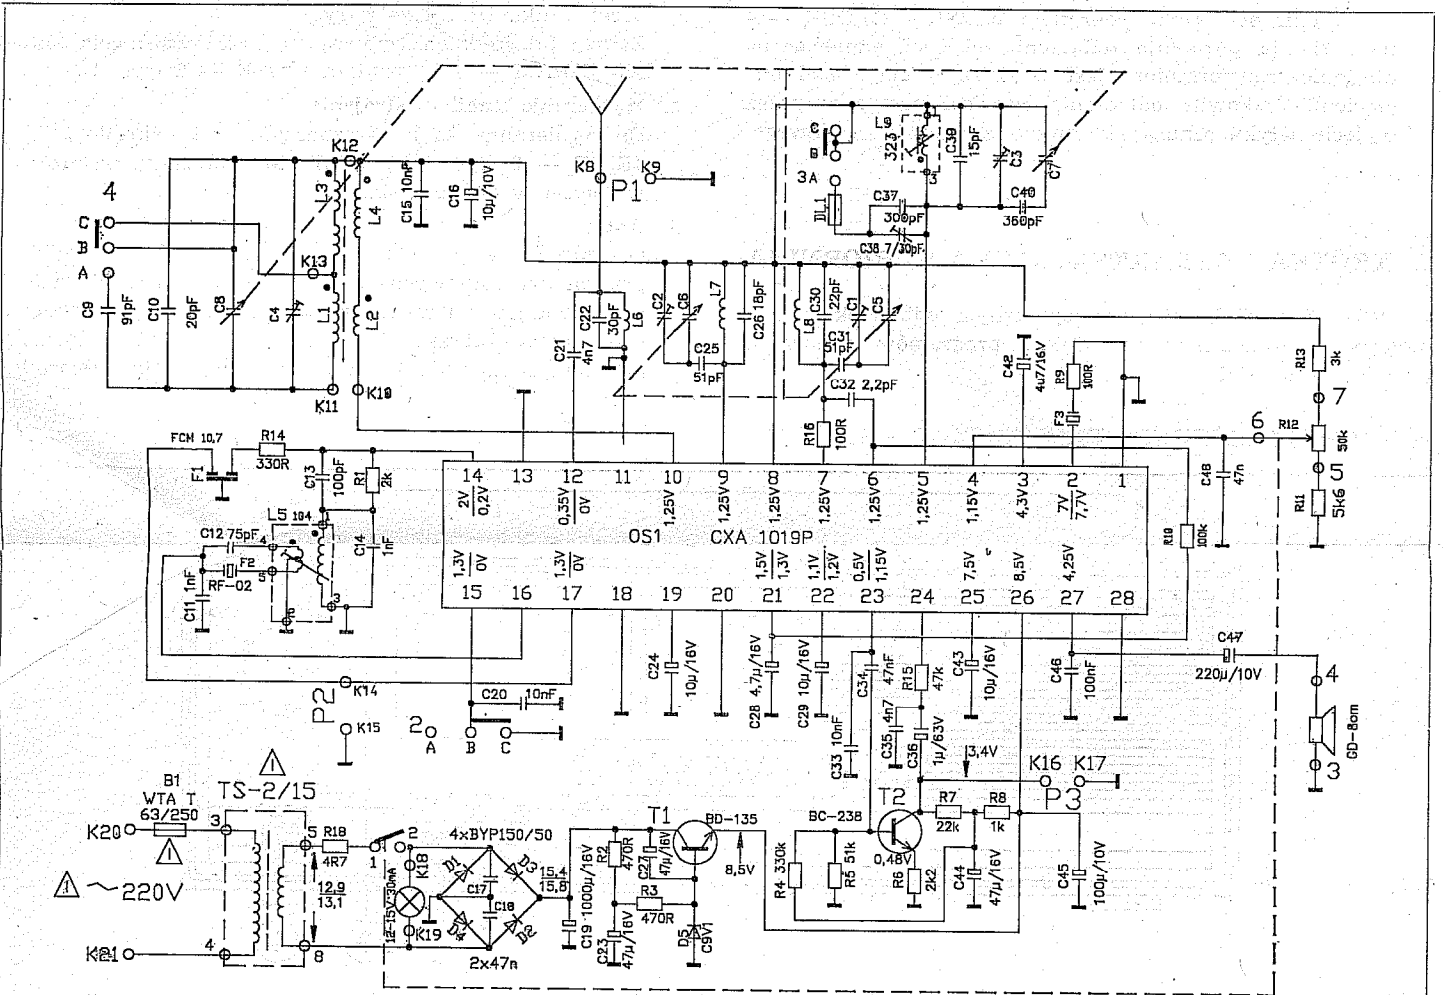 K12
K8
P1
K9
C
B
3A
DL1
L9
323
1
3
C39
15pF
C3
C7
C37
300pF
C38 7/30pF
C40
360pF
4
C
B
A
C9
91pF
C10
20pF
C8
C4
L3
L4
K13
L1
L2
K11
K10
C15 10nF
C16
10µ/10V
C21
4n7
C22
30pF
L6
C2
C6
L7
C26 18pF
C25
51pF
L8
C30
22pF
C1
C5
C31
51pF
C32 2,2pF
R16
100R
C42
4u7/16V
R9
100R
F3
R13
3k
7
6
R12
50k
5
R11
5k6
C48
47n
R10
100k
FCM 10,7
F1
R14
330R
C13
100pF
R1
2k
L5 104
1
4
5
2
3
C12 75pF
F2
RF-02
C11 1nF
C14
1nF
14 13 12 11 10 9 8 7 6 5 4 3 2 1
2V
0,2V
0,35V
0V
1,25V
1,25V
1,25V
1,25V
1,25V
1,25V
1,15V
4,3V
7V
7,7V
OS1 CXA 1019P
1,3V
0V
1,3V
0V
1,5V
1,3V
1,1V
1,2V
0,5V
1,15V
7,5V
8,5V
4,25V
15 16 17 18 19 20 21 22 23 24 25 26 27 28
P2
K14
K15
C20
10nF
2
A B C
C24
10µ/16V
C28 4,7µ/16V
C29 10µ/16V
C33 10nF
C34
47nF
R15
47k
C35 4n7
C36
1µ/63V
C43
10µ/16V
C46
100nF
C47
220µ/10V
4
GD-8om
3
3,4V
K16 K17
P3
B1
WTA T
63/250
TS-2/15
K20
K21
~220V
3
4
5
8
R18
4R7
12,9
13,1
1
2
K18
K19
12-15V-30mA
4xBYP150/50
D1
D3
D4
D2
C17
C18
2x47n
15,4
15,8
C19 1000µ/16V
R2
470R
C27
47µ/16V
T1
BD-135
8,5V
R3
470R
C23
47µ/16V
D5
C9V1
BC-238
T2
0,48V
R4 330k
R5 51k
R6
2k2
R7
22k
R8
1k
C44
47µ/16V
C45
100µ/10V